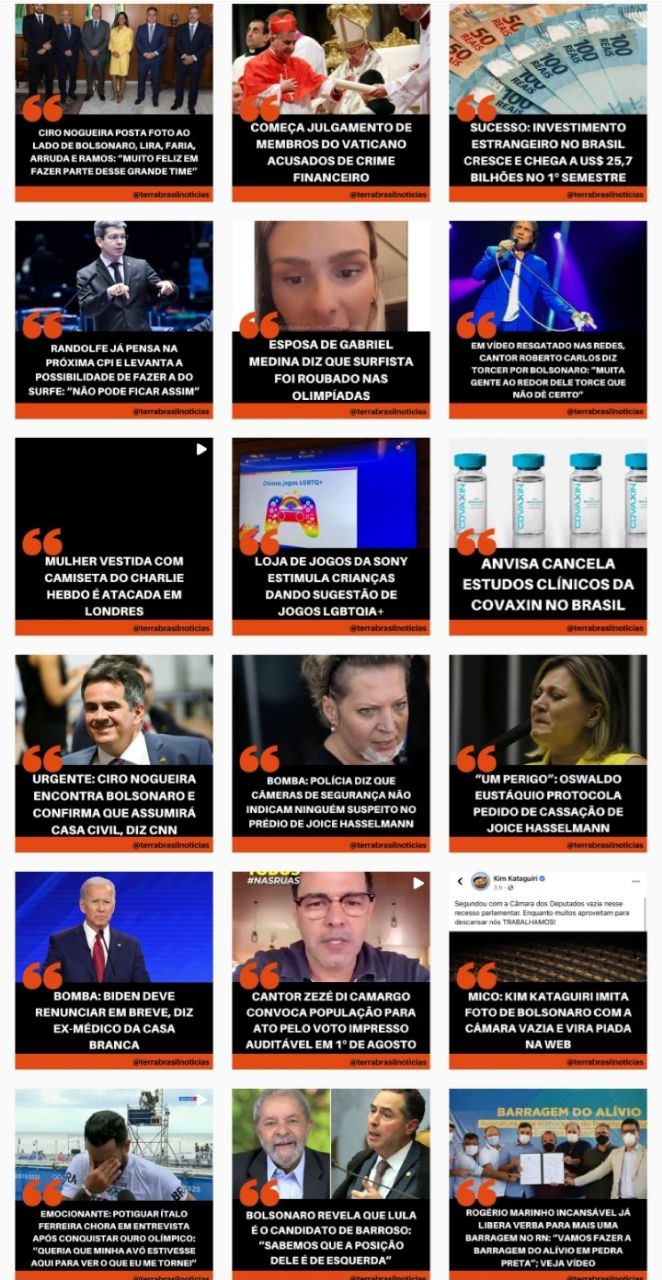 CIRO NOGUEIRA POSTA FOTO AO
LADO DE BOLSONARO, LIRA, FARIA,
ARRUDA E RAMOS: “MUITO FELIZ EM
FAZER PARTE DESSE GRANDE TIME”
@terrabrasilnoticias
COMEÇA JULGAMENTO DE
MEMBROS DO VATICANO
ACUSADOS DE CRIME
FINANCEIRO
@terrabrasilnoticias
50
REAIS
50
REAIS
100
REAIS
100
REAIS
100
REAIS
SUCESSO: INVESTIMENTO
ESTRANGEIRO NO BRASIL
CRESCE E CHEGA A US$ 25,7
BILHÕES NO 1º SEMESTRE
@terrabrasilnoticias
RANDOLFE JÁ PENSA NA
PRÓXIMA CPI E LEVANTA A
POSSIBILIDADE DE FAZER A DO
SURFE: “NÃO PODE FICAR ASSIM”
@terrabrasilnoticias
ESPOSA DE GABRIEL
MEDINA DIZ QUE SURFISTA
FOI ROUBADO NAS
OLIMPÍADAS
@terrabrasilnoticias
EM VÍDEO RESGATADO NAS REDES,
CANTOR ROBERTO CARLOS DIZ
TORCER POR BOLSONARO: “MUITA
GENTE AO REDOR DELE TORCE QUE
NÃO DÊ CERTO”
@terrabrasilnoticias
MULHER VESTIDA COM
CAMISETA DO CHARLIE
HEBDO É ATACADA EM
LONDRES
@terrabrasilnoticias
Ótimos jogos LGBTQ+
LOJA DE JOGOS DA SONY
ESTIMULA CRIANÇAS
DANDO SUGESTÃO DE
JOGOS LGBTQIA+
@terrabrasilnoticias
COVAXIN
COVAXIN
COVAXIN
COVAXIN
ANVISA CANCELA
ESTUDOS CLÍNICOS DA
COVAXIN NO BRASIL
@terrabrasilnoticias
URGENTE: CIRO NOGUEIRA
ENCONTRA BOLSONARO E
CONFIRMA QUE ASSUMIRÁ
CASA CIVIL, DIZ CNN
@terrabrasilnoticias
BOMBA: POLÍCIA DIZ QUE
CÂMERAS DE SEGURANÇA NÃO
INDICAM NINGUÉM SUSPEITO NO
PRÉDIO DE JOICE HASSELMANN
@terrabrasilnoticias
“UM PERIGO”: OSWALDO
EUSTÁQUIO PROTOCOLA
PEDIDO DE CASSAÇÃO DE
JOICE HASSELMANN
@terrabrasilnoticias
BOMBA: BIDEN DEVE
RENUNCIAR EM BREVE, DIZ
EX-MÉDICO DA CASA
BRANCA
@terrabrasilnoticias
TODOS
#NASRUAS
CANTOR ZEZÉ DI CAMARGO
CONVOCA POPULAÇÃO PARA
ATO PELO VOTO IMPRESSO
AUDITÁVEL EM 1º DE AGOSTO
@terrabrasilnoticias
Kim Kataguiri
3 h
Segundou com a Câmara dos Deputados vazia nesse
recesso parlamentar. Enquanto muitos aproveitam para
descansar nós TRABALHAMOS!
MICO: KIM KATAGUIRI IMITA
FOTO DE BOLSONARO COM A
CÂMARA VAZIA E VIRA PIADA
NA WEB
@terrabrasilnoticias
EMOCIONANTE: POTIGUAR ÍTALO
FERREIRA CHORA EM ENTREVISTA
APÓS CONQUISTAR OURO OLÍMPICO:
“QUERIA QUE MINHA AVÓ ESTIVESSE
AQUI PARA VER O QUE EU ME TORNEI”
BOLSONARO REVELA QUE LULA
É O CANDIDATO DE BARROSO:
“SABEMOS QUE A POSIÇÃO
DELE É DE ESQUERDA”
BARRAGEM DO ALÍVIO
ROGÉRIO MARINHO INCANSÁVEL JÁ
LIBERA VERBA PARA MAIS UMA
BARRAGEM NO RN: “VAMOS FAZER A
BARRAGEM DO ALÍVIO EM PEDRA
PRETA”; VEJA VÍDEO